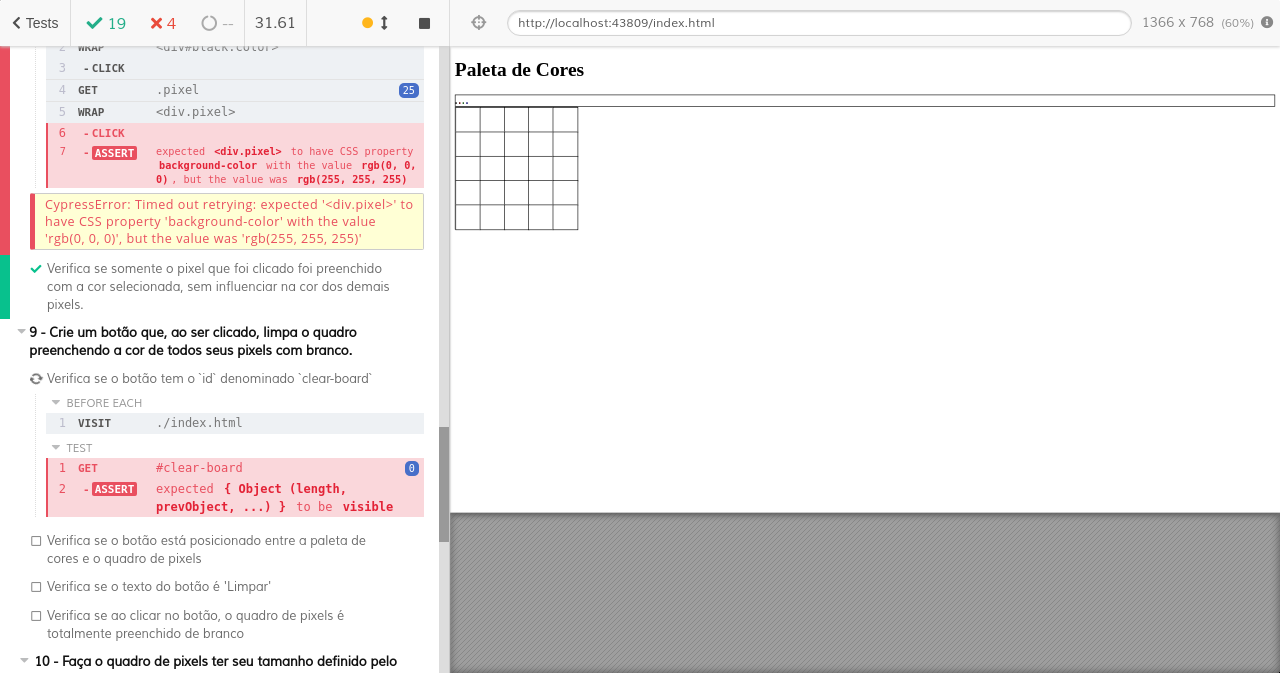 Tests
19
4
--
31.61
http://localhost:43809/index.html
1366 x 768 (60%)
2 WRAP <div#black.color>
3 - CLICK
4 GET .pixel 25
5 WRAP <div.pixel>
6 - CLICK
7 - ASSERT expected <div.pixel> to have CSS property
background-color with the value rgb(0, 0,
0) , but the value was rgb(255, 255, 255)
CypressError: Timed out retrying: expected '<div.pixel>' to
have CSS property 'background-color' with the value
'rgb(0, 0, 0)', but the value was 'rgb(255, 255, 255)'
Verifica se somente o pixel que foi clicado foi preenchido
com a cor selecionada, sem influenciar na cor dos demais
pixels.
9 - Crie um botão que, ao ser clicado, limpa o quadro
preenchendo a cor de todos seus pixels com branco.
Verifica se o botão tem o `id` denominado `clear-board`
BEFORE EACH
1 VISIT ./index.html
TEST
1 GET #clear-board 0
2 - ASSERT expected { Object (length,
prevObject, ...) } to be visible
Verifica se o botão está posicionado entre a paleta de
cores e o quadro de pixels
Verifica se o texto do botão é 'Limpar'
Verifica se ao clicar no botão, o quadro de pixels é
totalmente preenchido de branco
10 - Faça o quadro de pixels ter seu tamanho definido pelo
Paleta de Cores
....